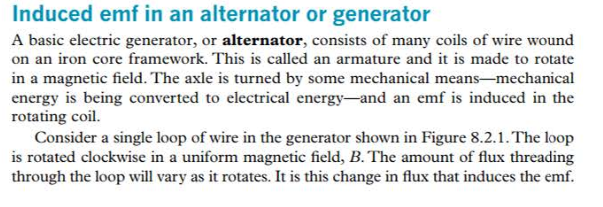 Induced emf in an alternator or generator
A basic electric generator, or alternator, consists of many coils of wire wound
on an iron core framework. This is called an armature and it is made to rotate
in a magnetic field. The axle is turned by some mechanical means—mechanical
energy is being converted to electrical energy—and an emf is induced in the
rotating coil.
Consider a single loop of wire in the generator shown in Figure 8.2.1. The loop
is rotated clockwise in a uniform magnetic field, B. The amount of flux threading
through the loop will vary as it rotates. It is this change in flux that induces the emf.